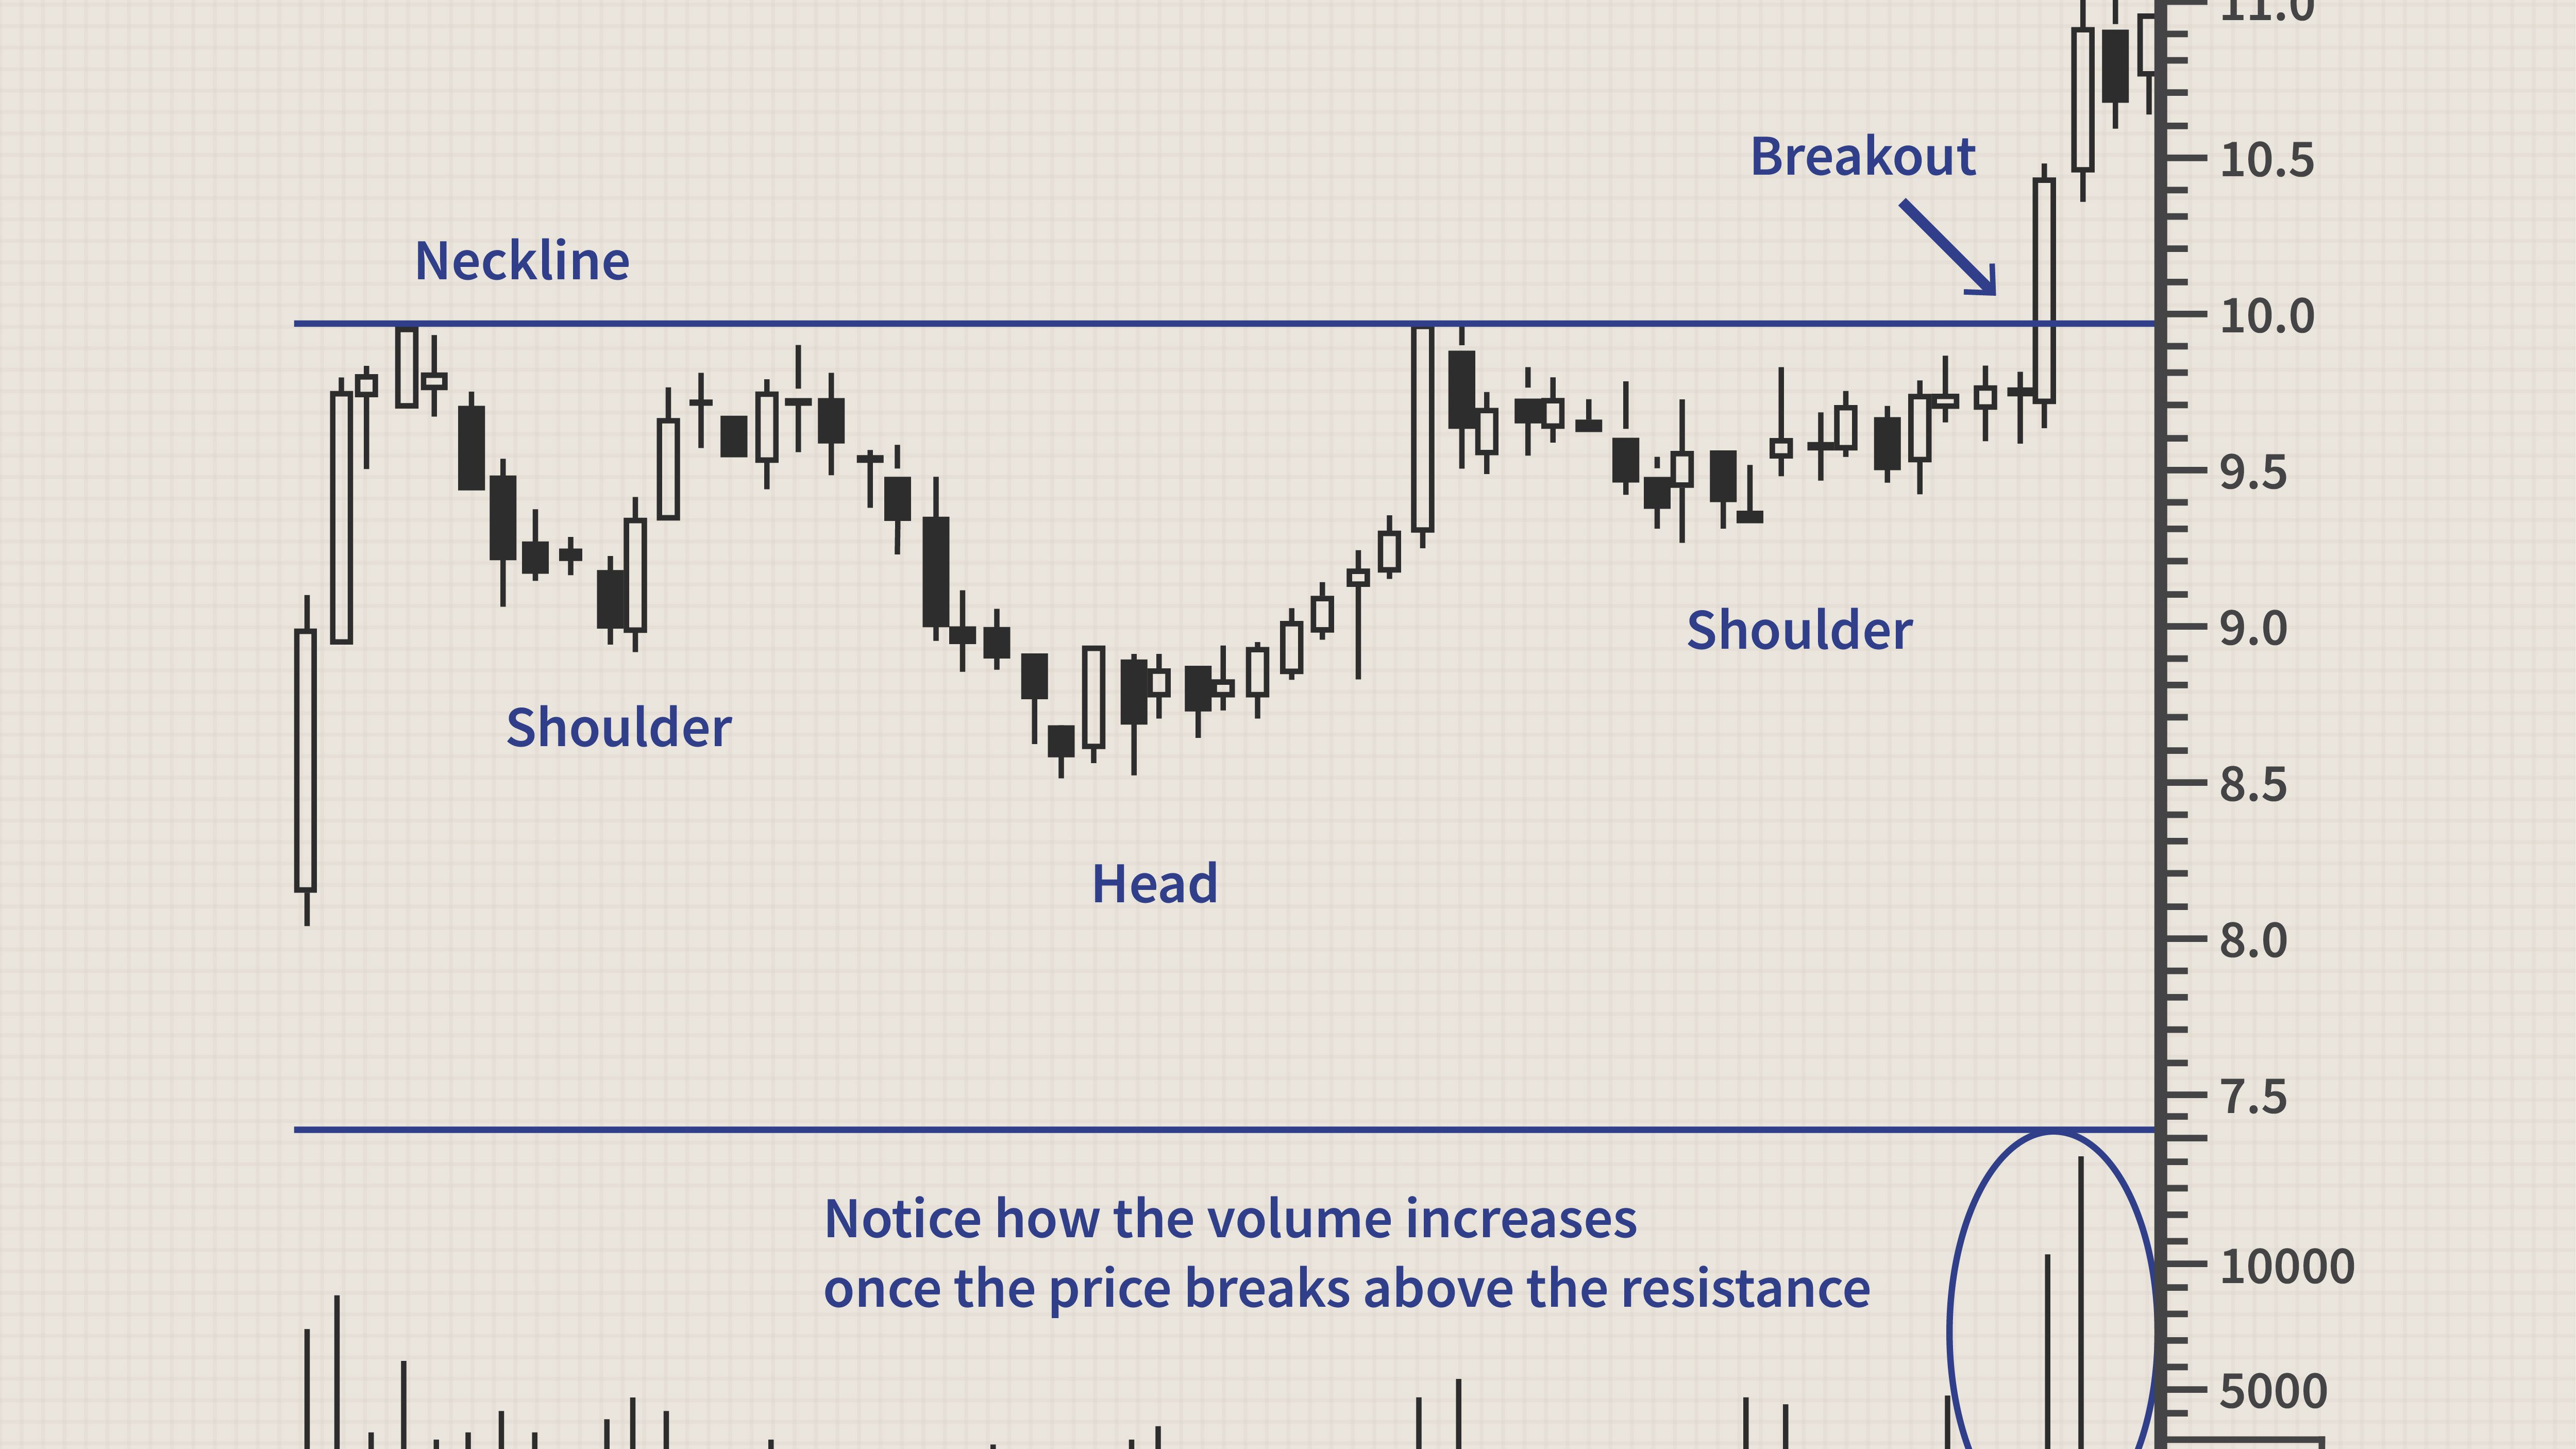 11.0
Breakout
10.5
Neckline
10.0
9.5
Shoulder
9.0
Shoulder
8.5
Head
8.0
7.5
Notice how the volume increases
once the price breaks above the resistance
10000
5000